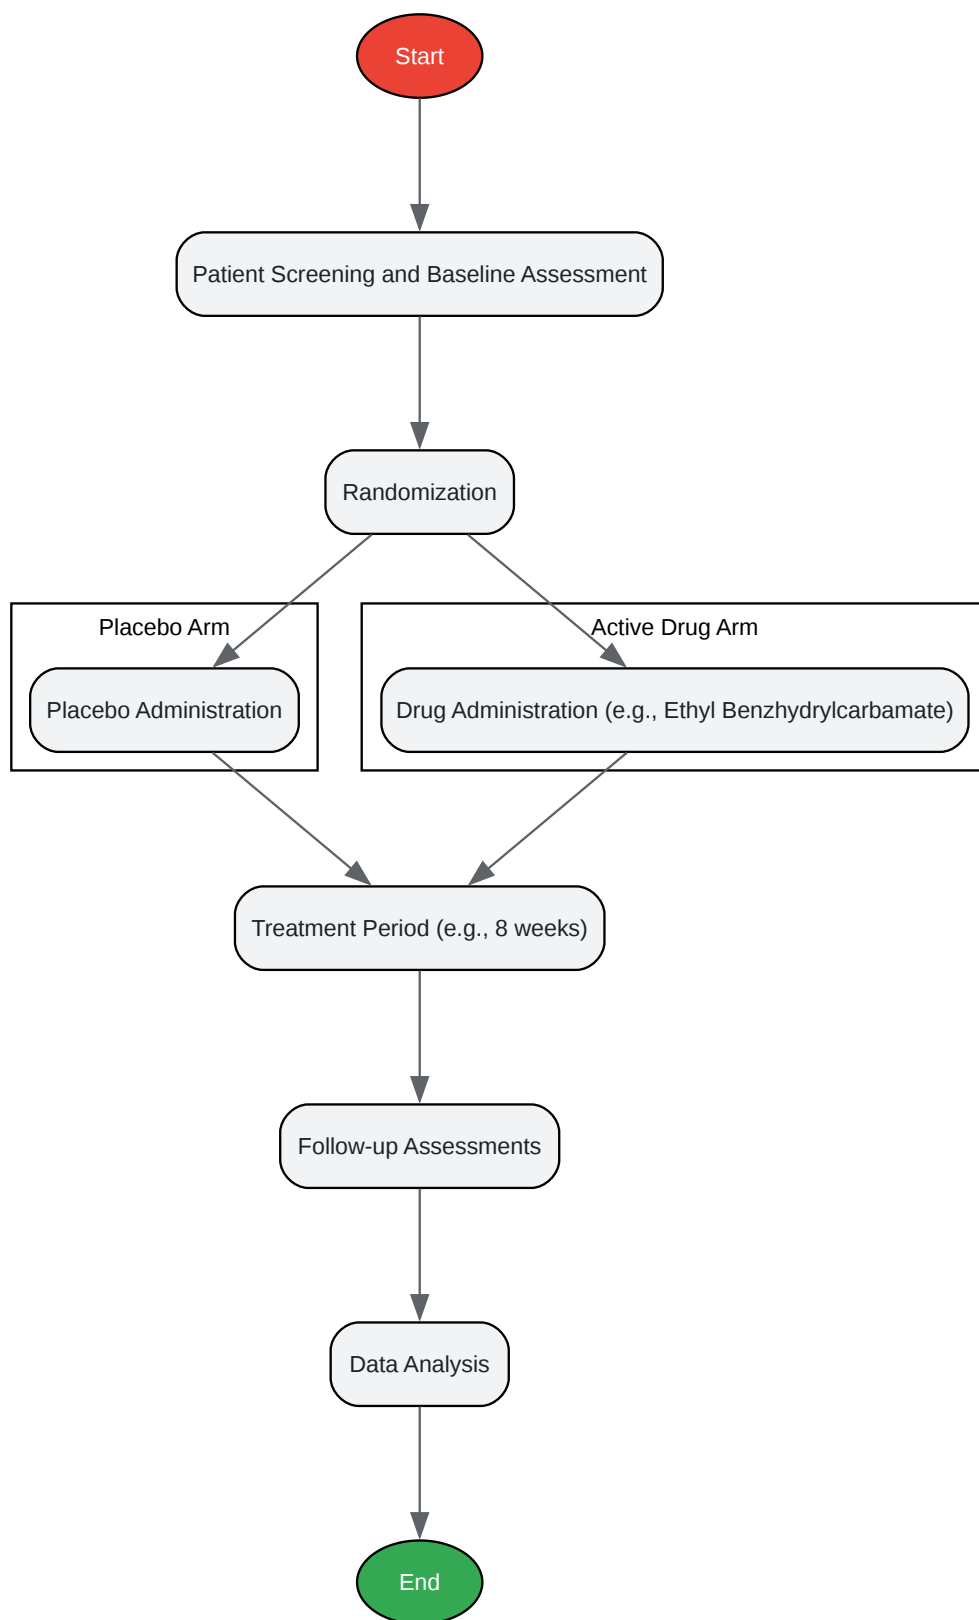 Start
Patient Screening and Baseline Assessment
Randomization
Placebo Arm
Active Drug Arm
Placebo Administration
Drug Administration (e.g., Ethyl Benzhydrylcarbamate)
Treatment Period (e.g., 8 weeks)
Follow-up Assessments
Data Analysis
End